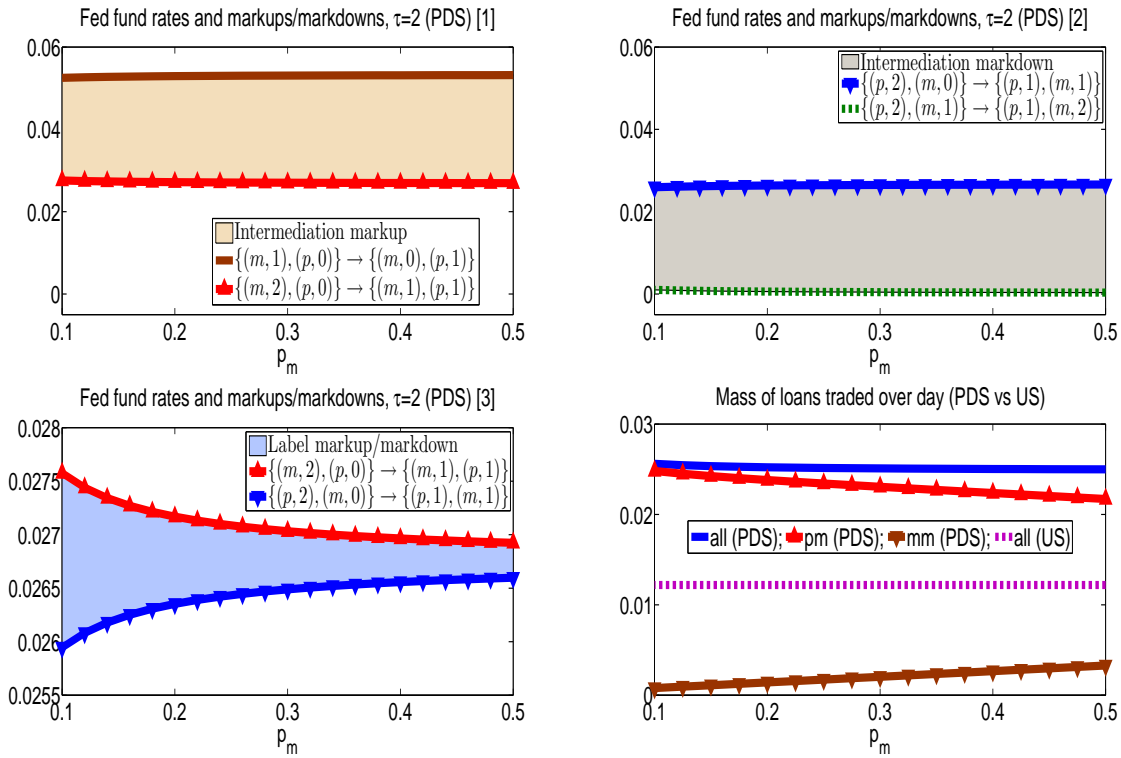 Fed fund rates and markups/markdowns, τ=2 (PDS) [1]
0.06
0.04
0.02
0
Intermediation markup
{(m, 1), (p, 0)} → {(m, 0), (p, 1)}
{(m, 2), (p, 0)} → {(m, 1), (p, 1)}
0.1 0.2 0.3 0.4 0.5
p_m
Fed fund rates and markups/markdowns, τ=2 (PDS) [2]
0.06
0.04
0.02
0
Intermediation markdown
{(p, 2), (m, 0)} → {(p, 1), (m, 1)}
{(p, 2), (m, 1)} → {(p, 1), (m, 2)}
0.1 0.2 0.3 0.4 0.5
p_m
Fed fund rates and markups/markdowns, τ=2 (PDS) [3]
0.028
0.0275
0.027
0.0265
0.026
0.0255
Label markup/markdown
{(m, 2), (p, 0)} → {(m, 1), (p, 1)}
{(p, 2), (m, 0)} → {(p, 1), (m, 1)}
0.1 0.2 0.3 0.4 0.5
p_m
Mass of loans traded over day (PDS vs US)
0.03
0.02
0.01
0
all (PDS); pm (PDS); mm (PDS); all (US)
0.1 0.2 0.3 0.4 0.5
p_m